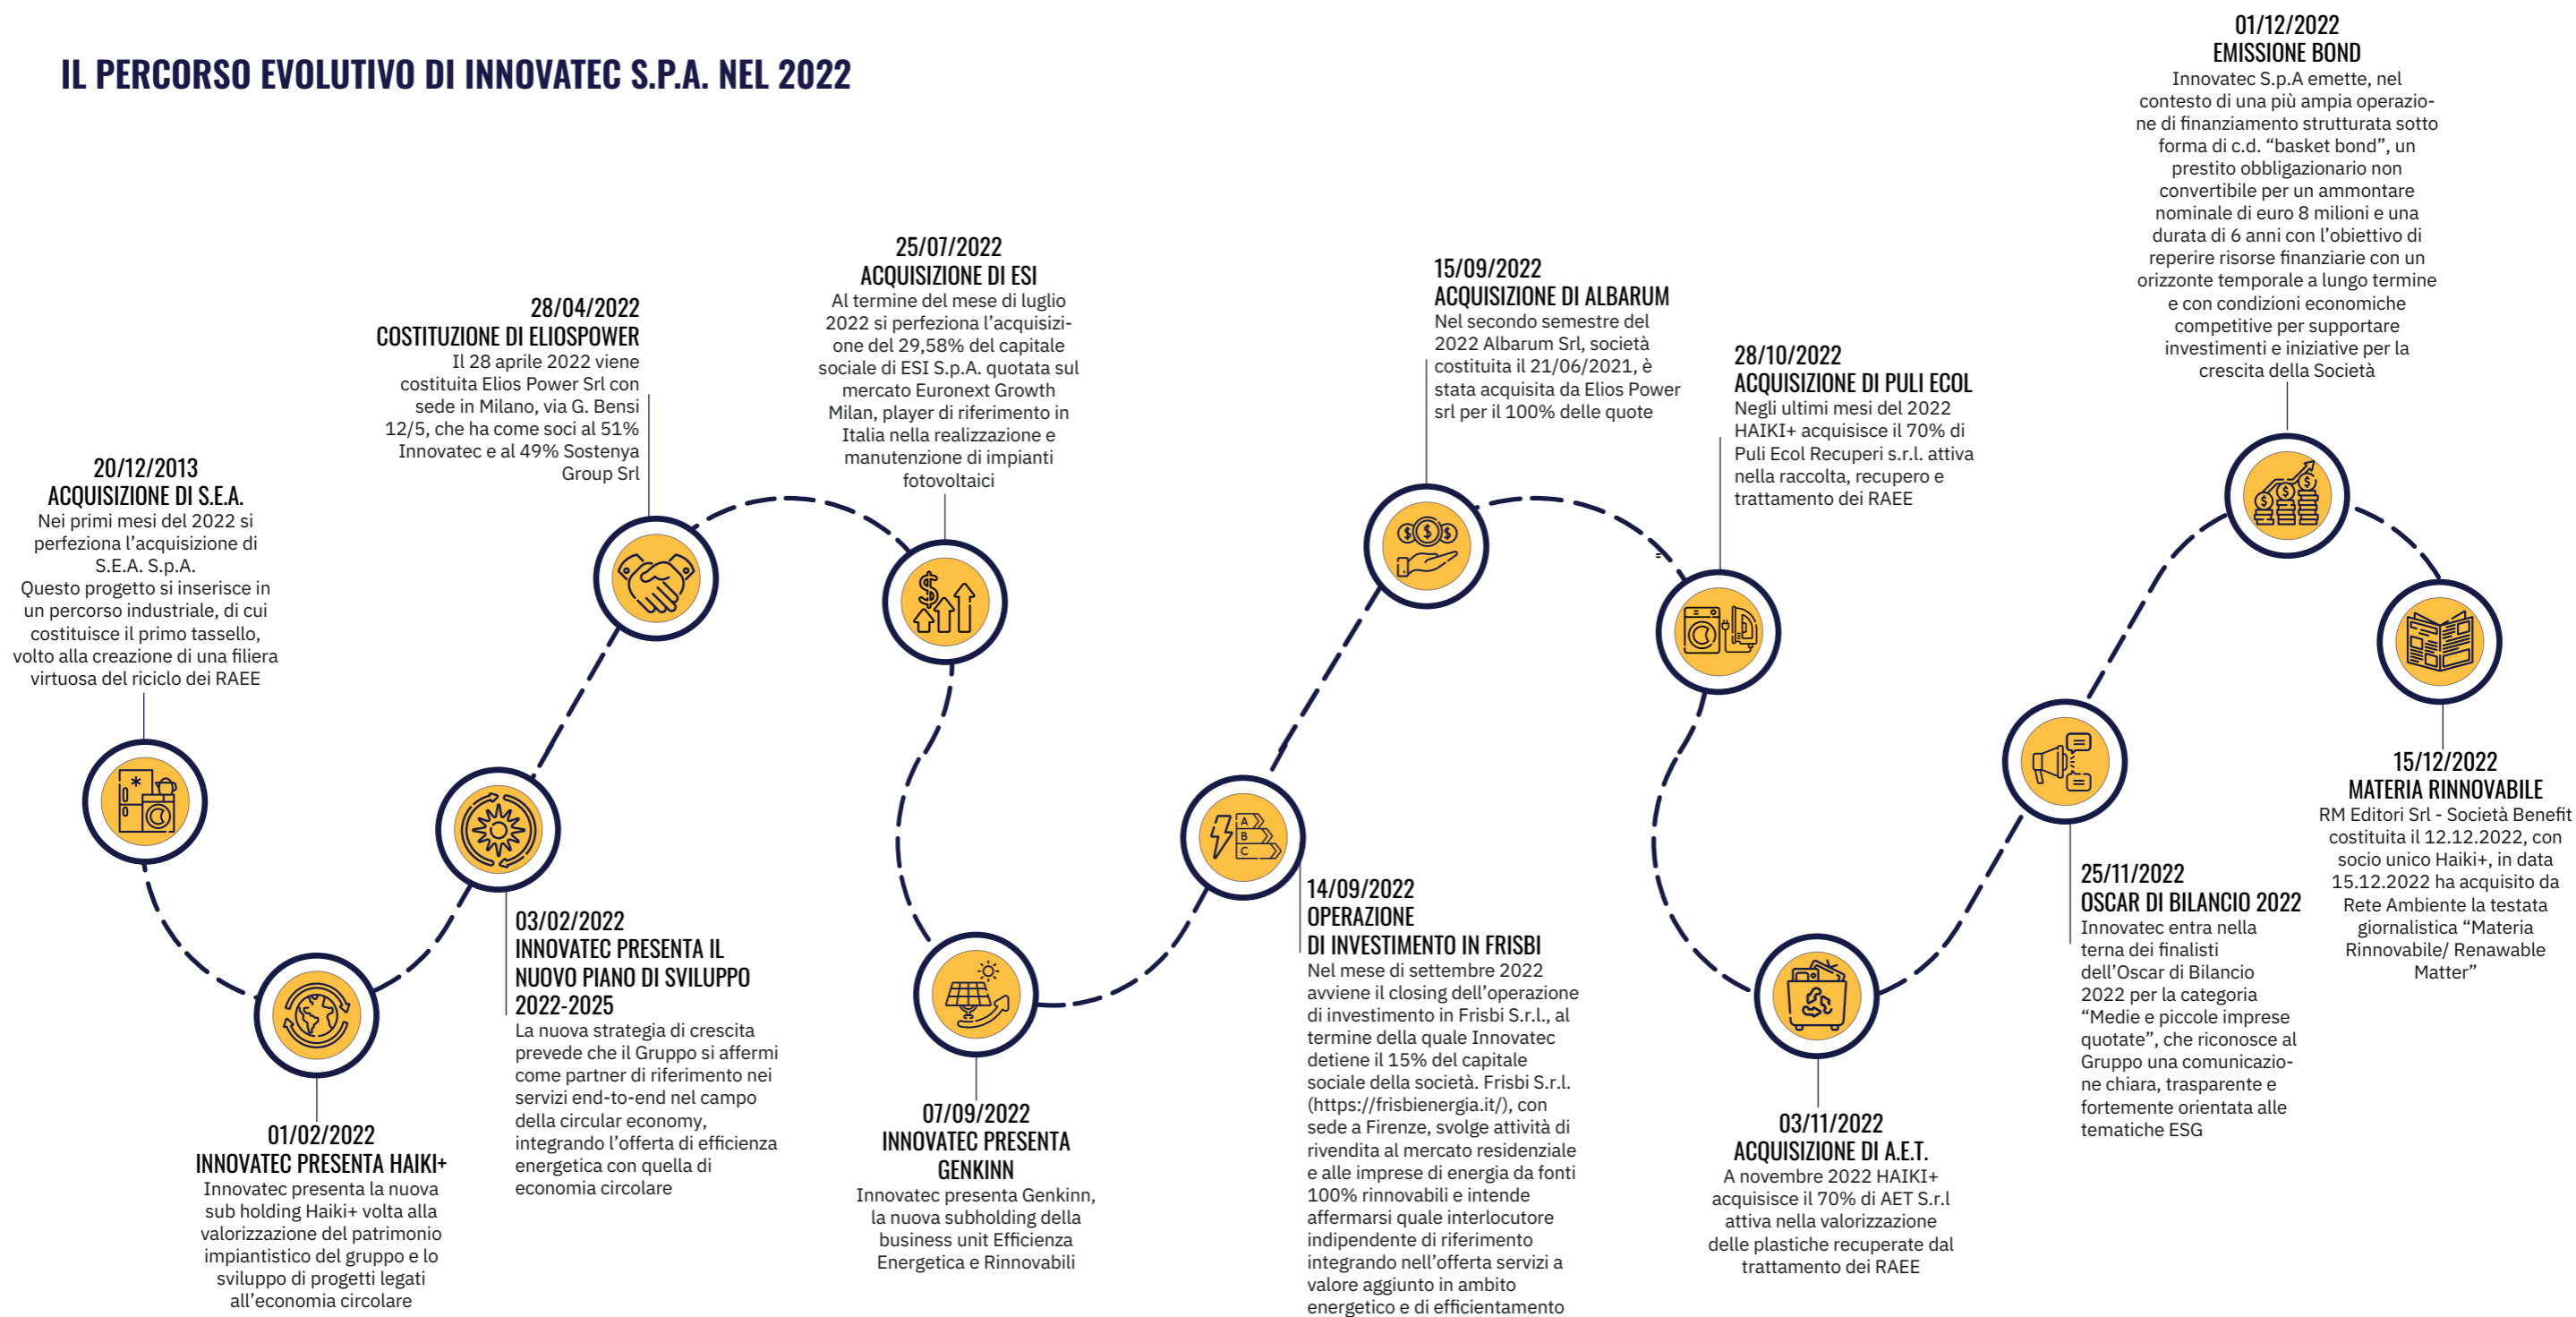 IL PERCORSO EVOLUTIVO DI INNOVATEC S.P.A. NEL 2022
20/12/2013
ACQUISIZIONE DI S.E.A.
Nei primi mesi del 2022 si
perfeziona l’acquisizione di
S.E.A. S.p.A.
Questo progetto si inserisce in
un percorso industriale, di cui
costituisce il primo tassello,
volto alla creazione di una filiera
virtuosa del riciclo dei RAEE
01/02/2022
INNOVATEC PRESENTA HAIKI+
Innovatec presenta la nuova
sub holding Haiki+ volta alla
valorizzazione del patrimonio
impiantistico del gruppo e lo
sviluppo di progetti legati
all’economia circolare
03/02/2022
INNOVATEC PRESENTA IL
NUOVO PIANO DI SVILUPPO
2022-2025
La nuova strategia di crescita
prevede che il Gruppo si affermi
come partner di riferimento nei
servizi end-to-end nel campo
della circular economy,
integrando l’offerta di efficienza
energetica con quella di
economia circolare
28/04/2022
COSTITUZIONE DI ELIOSPOWER
Il 28 aprile 2022 viene
costituita Elios Power Srl con
sede in Milano, via G. Bensi
12/5, che ha come soci al 51%
Innovatec e al 49% Sostenya
Group Srl
25/07/2022
ACQUISIZIONE DI ESI
Al termine del mese di luglio
2022 si perfeziona l’acquisizi-
one del 29,58% del capitale
sociale di ESI S.p.A. quotata sul
mercato Euronext Growth
Milan, player di riferimento in
Italia nella realizzazione e
manutenzione di impianti
fotovoltaici
07/09/2022
INNOVATEC PRESENTA
GENKINN
Innovatec presenta Genkinn,
la nuova subholding della
business unit Efficienza
Energetica e Rinnovabili
A
B
C
14/09/2022
OPERAZIONE
DI INVESTIMENTO IN FRISBI
Nel mese di settembre 2022
avviene il closing dell’operazione
di investimento in Frisbi S.r.l., al
termine della quale Innovatec
detiene il 15% del capitale
sociale della società. Frisbi S.r.l.
(https://frisbienergia.it/), con
sede a Firenze, svolge attività di
rivendita al mercato residenziale
e alle imprese di energia da fonti
100% rinnovabili e intende
affermarsi quale interlocutore
indipendente di riferimento
integrando nell’offerta servizi a
valore aggiunto in ambito
energetico e di efficientamento
15/09/2022
ACQUISIZIONE DI ALBARUM
Nel secondo semestre del
2022 Albarum Srl, società
costituita il 21/06/2021, è
stata acquisita da Elios Power
srl per il 100% delle quote
28/10/2022
ACQUISIZIONE DI PULI ECOL
Negli ultimi mesi del 2022
HAIKI+ acquisisce il 70% di
Puli Ecol Recuperi s.r.l. attiva
nella raccolta, recupero e
trattamento dei RAEE
03/11/2022
ACQUISIZIONE DI A.E.T.
A novembre 2022 HAIKI+
acquisisce il 70% di AET S.r.l
attiva nella valorizzazione
delle plastiche recuperate dal
trattamento dei RAEE
25/11/2022
OSCAR DI BILANCIO 2022
Innovatec entra nella
terna dei finalisti
dell’Oscar di Bilancio
2022 per la categoria
“Medie e piccole imprese
quotate”, che riconosce al
Gruppo una comunicazio-
ne chiara, trasparente e
fortemente orientata alle
tematiche ESG
01/12/2022
EMISSIONE BOND
Innovatec S.p.A emette, nel
contesto di una più ampia operazio-
ne di finanziamento strutturata sotto
forma di c.d. “basket bond”, un
prestito obbligazionario non
convertibile per un ammontare
nominale di euro 8 milioni e una
durata di 6 anni con l’obiettivo di
reperire risorse finanziarie con un
orizzonte temporale a lungo termine
e con condizioni economiche
competitive per supportare
investimenti e iniziative per la
crescita della Società
15/12/2022
MATERIA RINNOVABILE
RM Editori Srl - Società Benefit
costituita il 12.12.2022, con
socio unico Haiki+, in data
15.12.2022 ha acquisito da
Rete Ambiente la testata
giornalistica “Materia
Rinnovabile/ Renawable
Matter”